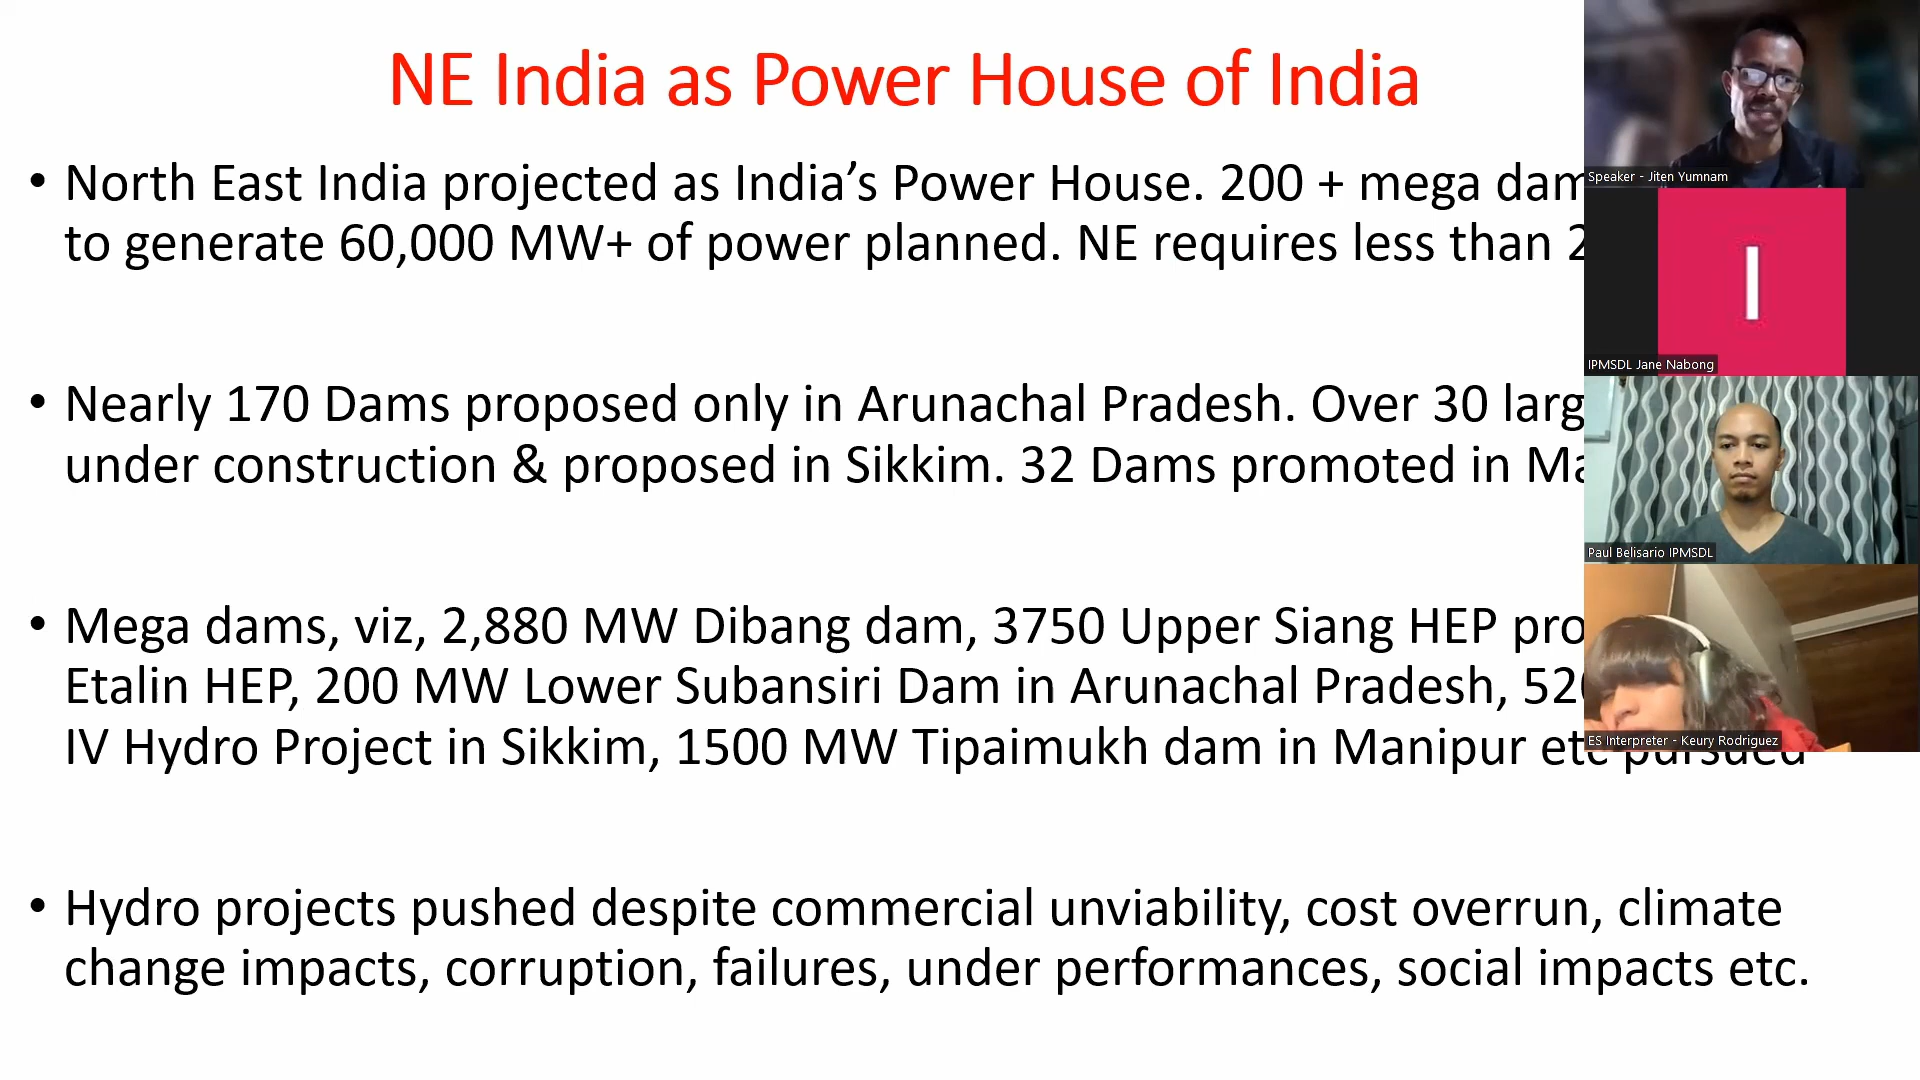 NE India as Power House of India
• North East India projected as India’s Power House. 200 + mega dam
to generate 60,000 MW+ of power planned. NE requires less than
• Nearly 170 Dams proposed only in Arunachal Pradesh. Over 30
under construction & proposed in Sikkim. 32 Dams promoted in
• Mega dams, viz, 2,880 MW Dibang dam, 3750 Upper Siang HEP
Etalin HEP, 200 MW Lower Subansiri Dam in Arunachal Pradesh,
IV Hydro Project in Sikkim, 1500 MW Tipaimukh dam in Manipur etc pursued
• Hydro projects pushed despite commercial unviability, cost overrun, climate
change impacts, corruption, failures, under performances, social impacts etc.
Speaker - Jiten Yumnam
I
IPMSDL Jane Nabong
Paul Belisario IPMSDL
ES Interpreter - Keury Rodriguez